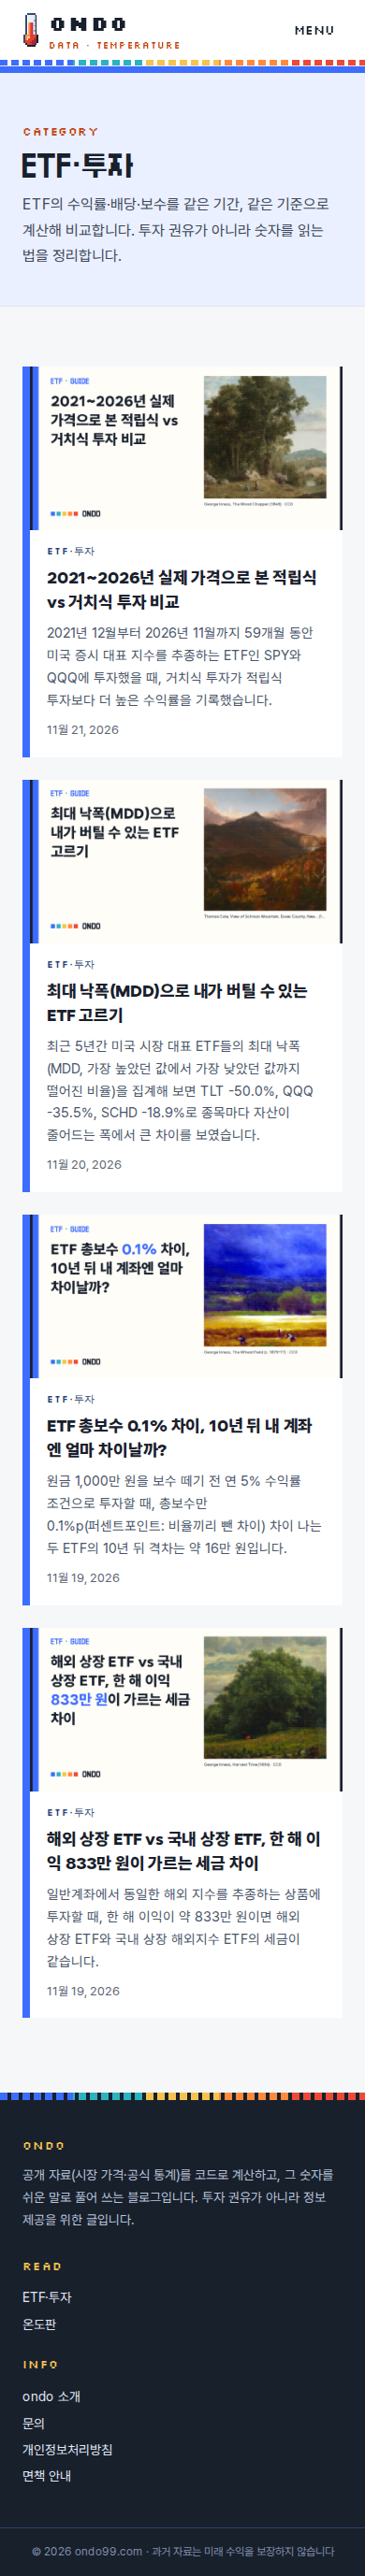 ONDO
DATA · TEMPERATURE
MENU
CATEGORY
ETF·투자
ETF의 수익률·배당·보수를 같은 기간, 같은 기준으로
계산해 비교합니다. 투자 권유가 아니라 숫자를 읽는
법을 정리합니다.
ETF · GUIDE
2021~2026년 실제
가격으로 본 적립식 vs
거치식 투자 비교
ONDO
ETF·투자
2021~2026년 실제 가격으로 본 적립식
vs 거치식 투자 비교
2021년 12월부터 2026년 11월까지 59개월 동안
미국 증시 대표 지수를 추종하는 ETF인 SPY와
QQQ에 투자했을 때, 거치식 투자가 적립식
투자보다 더 높은 수익률을 기록했습니다.
11월 21, 2026
ETF · GUIDE
최대 낙폭(MDD)으로
내가 버틸 수 있는 ETF
고르기
ONDO
ETF·투자
최대 낙폭(MDD)으로 내가 버틸 수 있는
ETF 고르기
최근 5년간 미국 시장 대표 ETF들의 최대 낙폭
(MDD, 가장 높았던 값에서 가장 낮았던 값까지
떨어진 비율)을 집계해 보면 TLT -50.0%, QQQ
-35.5%, SCHD -18.9%로 종목마다 자산이
줄어드는 폭에서 큰 차이를 보였습니다.
11월 20, 2026
ETF · GUIDE
ETF 총보수 0.1% 차이,
10년 뒤 내 계좌엔 얼마
차이날까?
ONDO
ETF·투자
ETF 총보수 0.1% 차이, 10년 뒤 내 계좌
엔 얼마 차이날까?
원금 1,000만 원을 보수 떼기 전 연 5% 수익률
조건으로 투자할 때, 총보수만
0.1%p(퍼센트포인트: 비율끼리 뺀 차이) 차이 나는
두 ETF의 10년 뒤 격차는 약 16만 원입니다.
11월 19, 2026
ETF · GUIDE
해외 상장 ETF vs 국내
상장 ETF, 한 해 이익
833만 원이 가르는 세금
차이
ONDO
ETF·투자
해외 상장 ETF vs 국내 상장 ETF, 한 해 이
익 833만 원이 가르는 세금 차이
일반계좌에서 동일한 해외 지수를 추종하는 상품에
투자할 때, 한 해 이익이 약 833만 원이면 해외
상장 ETF와 국내 상장 해외지수 ETF의 세금이
같습니다.
11월 19, 2026
ONDO
공개 자료(시장 가격·공식 통계)를 코드로 계산하고, 그 숫자를
쉬운 말로 풀어 쓰는 블로그입니다. 투자 권유가 아니라 정보
제공을 위한 글입니다.
READ
ETF·투자
온도판
INFO
ondo 소개
문의
개인정보처리방침
면책 안내
© 2026 ondo99.com · 과거 자료는 미래 수익을 보장하지 않습니다